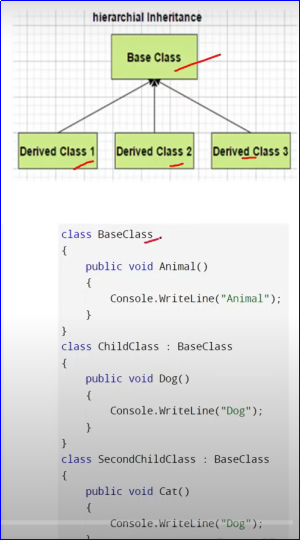 hierarchial Inheritance
Base Class
Derived Class 1 Derived Class 2 Derived Class 3
class BaseClass
{
public void Animal()
{
Console.WriteLine("Animal");
}
}
class ChildClass : BaseClass
{
public void Dog()
{
Console.WriteLine("Dog");
}
}
class SecondChildClass : BaseClass
{
public void Cat()
{
Console.WriteLine("Dog");
}